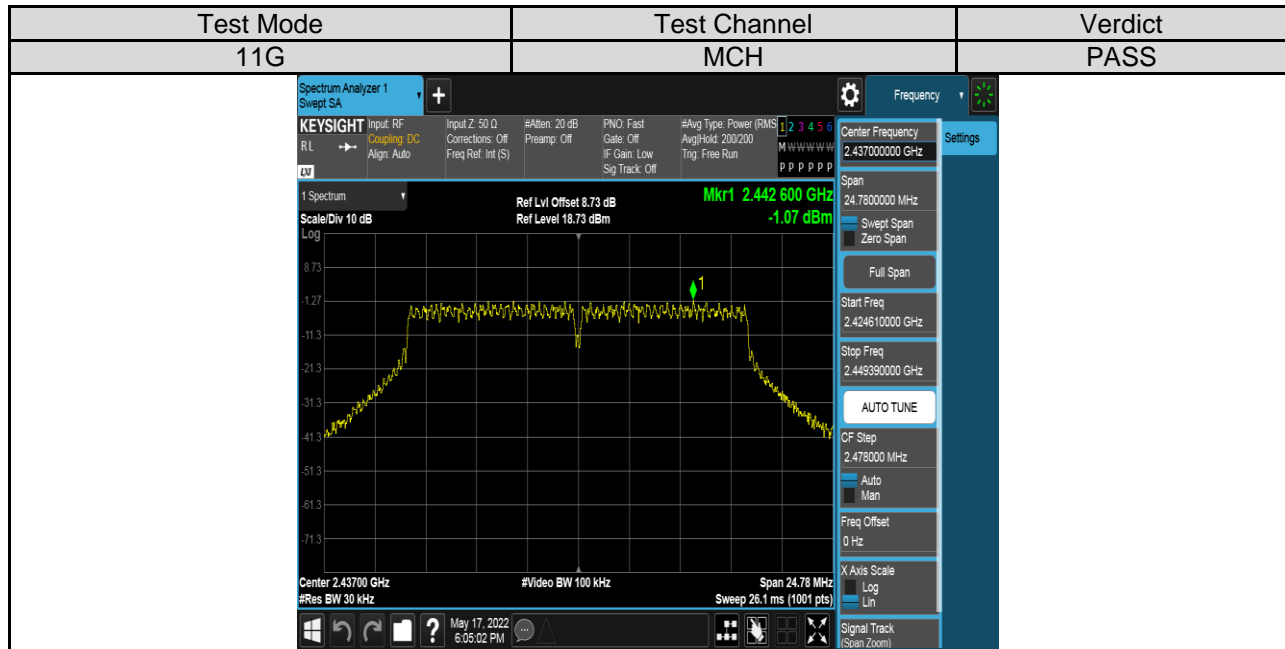 Test Mode Test Channel Verdict
11G MCH PASS
Spectrum Analyzer 1
Swept SA
+
Frequency
KEYSIGHT Input: RF Input Z: 50 Ω #Atten: 20 dB PNO: Fast #Avg Type: Power (RMS 1 2 3 4 5 6
RL Coupling: DC Corrections: Off Preamp: Off Gate: Off Avg|Hold: 200/200 M W W W W W
Align: Auto Freq Ref: Int (S) IF Gain: Low Trig: Free Run
LXI Sig Track: Off P P P P P P
1 Spectrum
Ref Lvl Offset 8.73 dB Mkr1 2.442 600 GHz
Scale/Div 10 dB Ref Level 18.73 dBm -1.07 dBm
Log
8.73
1
-1.27
-11.3
-21.3
-31.3
-41.3
-51.3
-61.3
-71.3
Center 2.43700 GHz #Video BW 100 kHz Span 24.78 MHz
#Res BW 30 kHz Sweep 26.1 ms (1001 pts)
? May 17, 2022
6:05:02 PM
Center Frequency
2.437000000 GHz
Settings
Span
24.7800000 MHz
Swept Span
Zero Span
Full Span
Start Freq
2.424610000 GHz
Stop Freq
2.449390000 GHz
AUTO TUNE
CF Step
2.478000 MHz
Auto
Man
Freq Offset
0 Hz
X Axis Scale
Log
Lin
Signal Track
(Span Zoom)